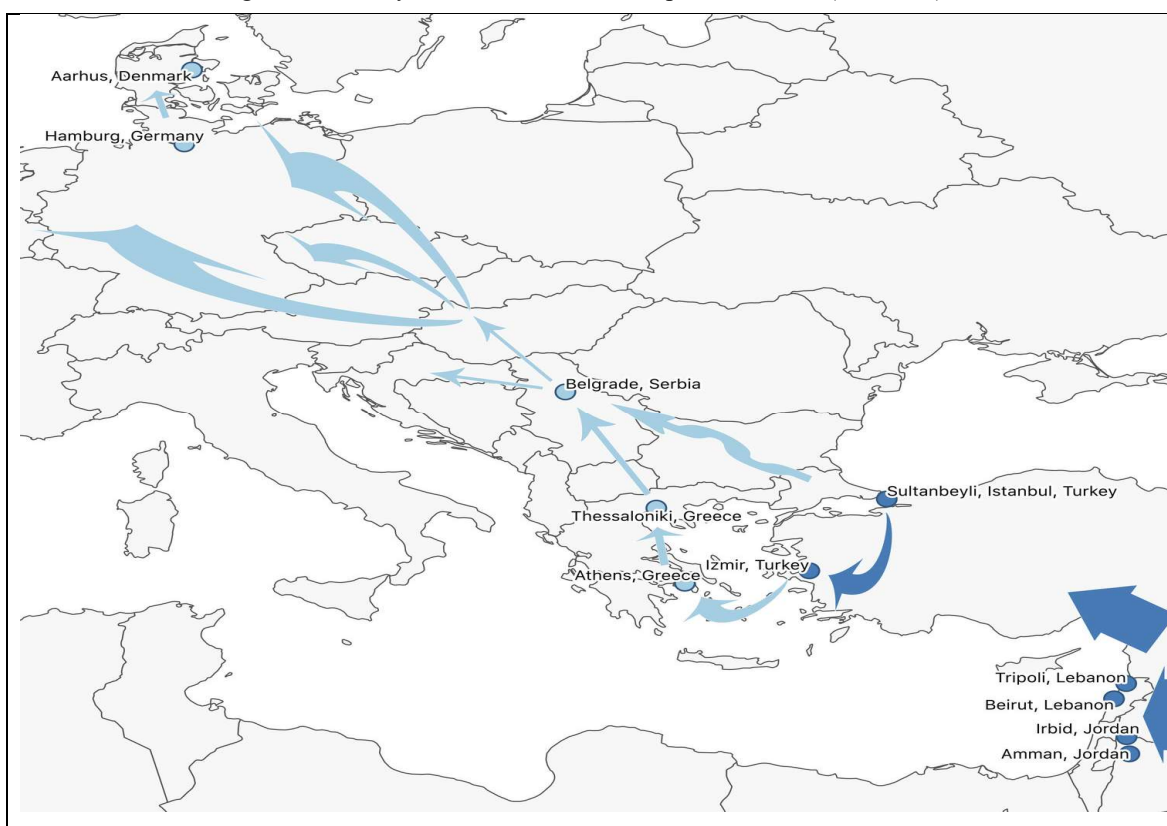 Aarhus, Denmark
Hamburg, Germany
Belgrade, Serbia
Sultanbeyli, Istanbul, Turkey
Thessaloniki, Greece
Izmir, Turkey
Athens, Greece
Tripoli, Lebanon
Beirut, Lebanon
Irbid, Jordan
Amman, Jordan